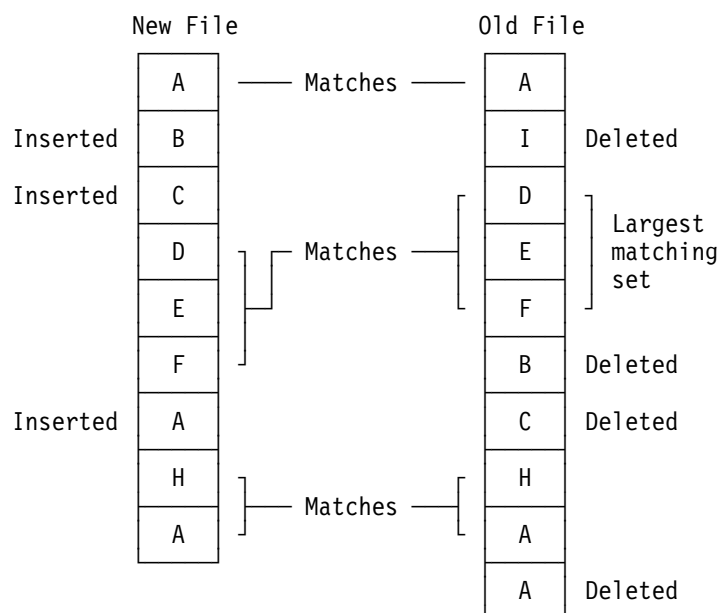 New File Old File
A Matches A
Inserted B I Deleted
Inserted C D
D Matches E Largest matching set
E F
F B Deleted
Inserted A C Deleted
H Matches H
A A
A Deleted